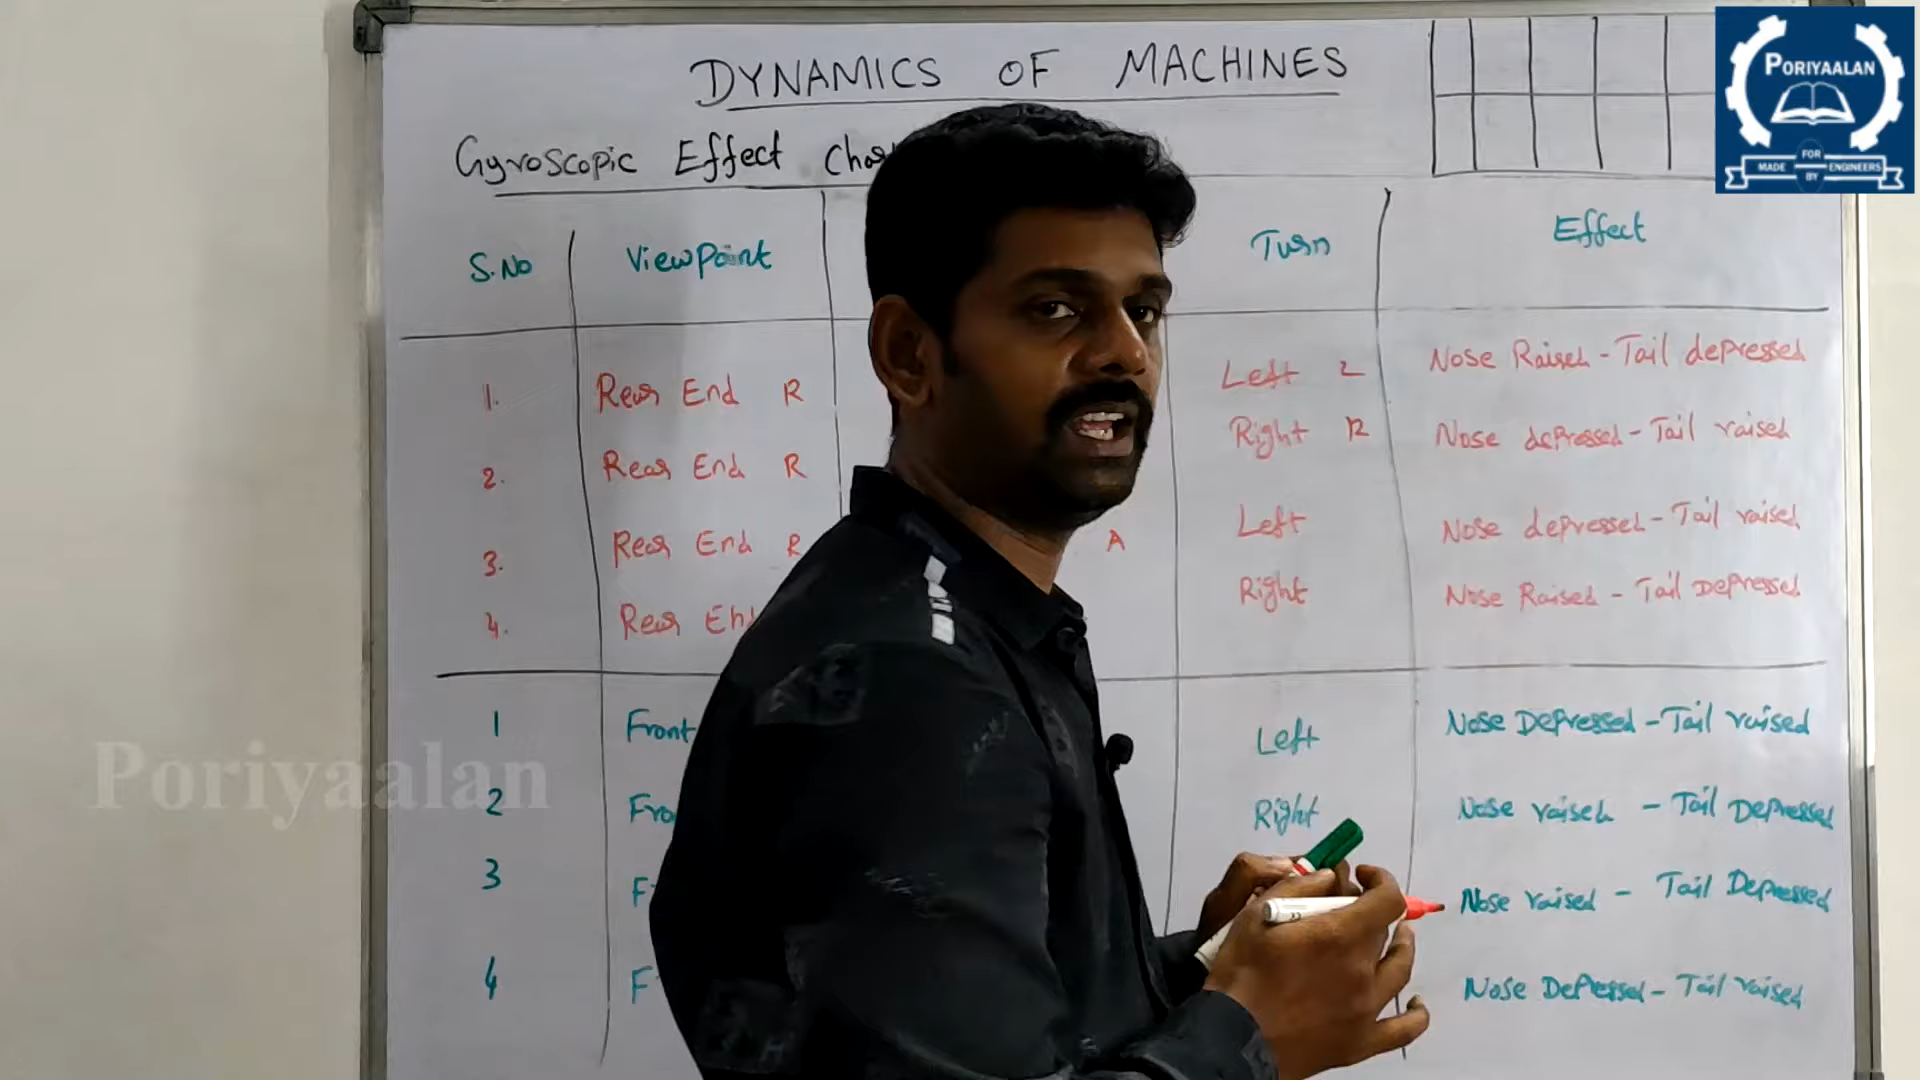 DYNAMICS OF MACHINES
PORIYAALAN
MADE FOR BY ENGINEERS
Gyroscopic Effect
S.No Viewpoint Turn Effect
1. Rear End R Left L Nose Raised - Tail depressed
2. Rear End R Right R Nose depressed - Tail raised
3. Rear End R A Left Nose depressed - Tail raised
4. Rear End Right Nose Raised - Tail Depressed
1 Front Left Nose Depressed - Tail raised
2 Right Nose raised - Tail Depressed
3 Nose raised - Tail Depressed
4 Nose Depressed - Tail raised
Poriyaalan